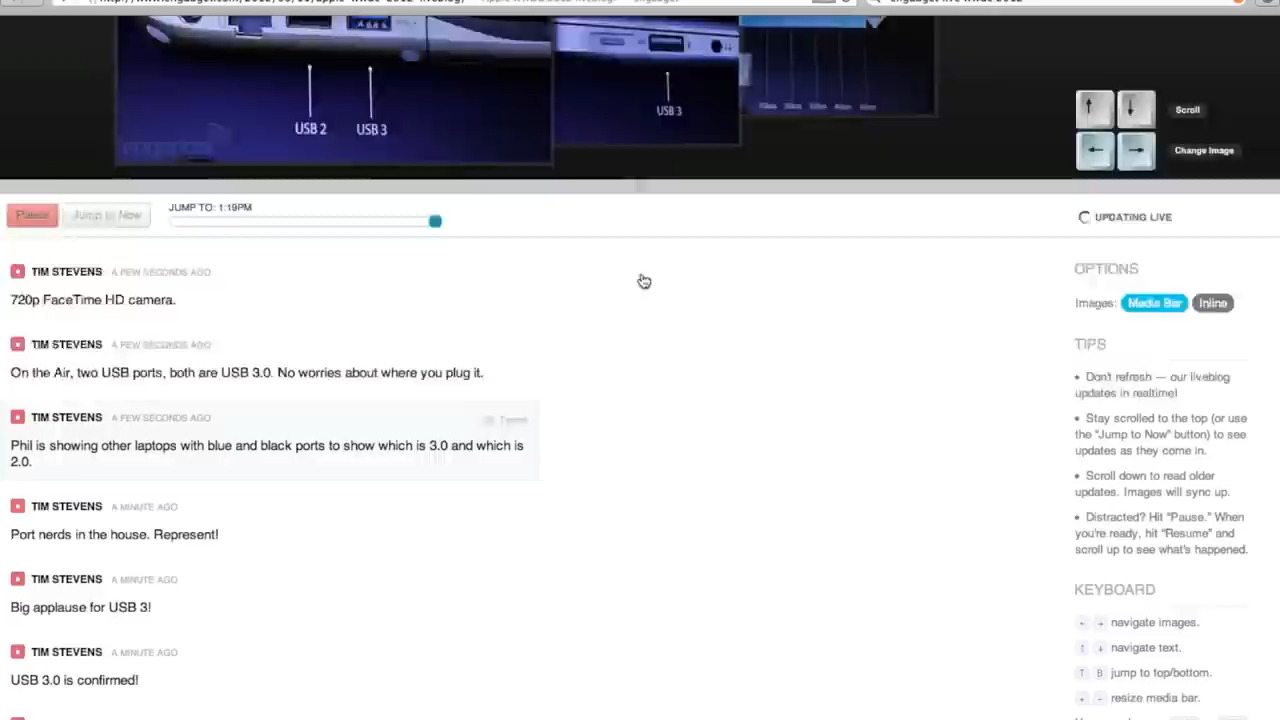 USB 2
USB 3
USB 3
Scroll
Change Image
Pause
Jump to Now
JUMP TO: 1:19PM
UPDATING LIVE
TIM STEVENS A FEW SECONDS AGO
720p FaceTime HD camera.
TIM STEVENS A FEW SECONDS AGO
On the Air, two USB ports, both are USB 3.0. No worries about where you plug it.
TIM STEVENS A FEW SECONDS AGO
Tweet
Phil is showing other laptops with blue and black ports to show which is 3.0 and which is
2.0.
TIM STEVENS A MINUTE AGO
Port nerds in the house. Represent!
TIM STEVENS A MINUTE AGO
Big applause for USB 3!
TIM STEVENS A MINUTE AGO
USB 3.0 is confirmed!
OPTIONS
Images: Media Bar Inline
TIPS
• Don't refresh — our liveblog
updates in realtime!
• Stay scrolled to the top (or use
the "Jump to Now" button) to see
updates as they come in.
• Scroll down to read older
updates. Images will sync up.
• Distracted? Hit "Pause." When
you're ready, hit "Resume" and
scroll up to see what's happened.
KEYBOARD
← → navigate images.
↑ ↓ navigate text.
T B jump to top/bottom.
+ - resize media bar.